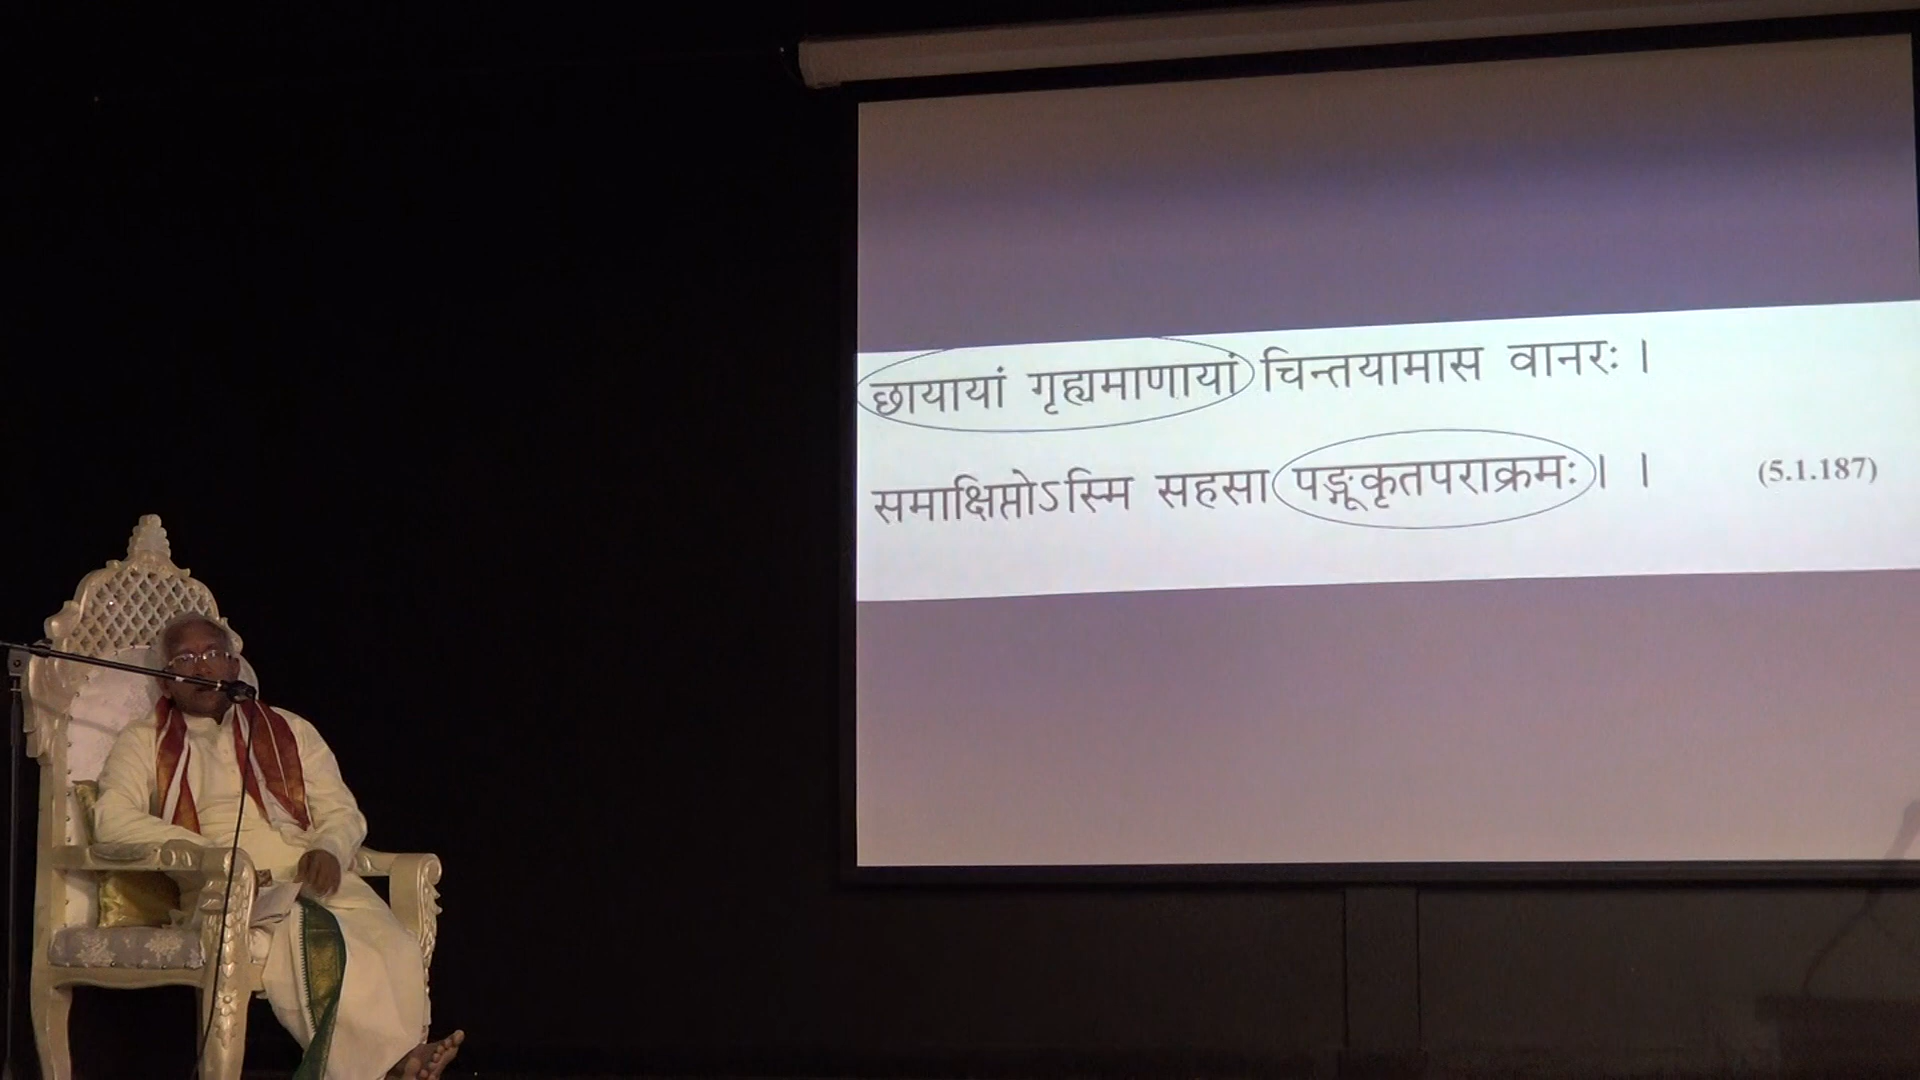 छायायां गृह्यमाणायां चिन्तयामास वानरः ।
समाक्षिप्तोऽस्मि सहसा पङ्गूकृतपराक्रमः। । (5.1.187)